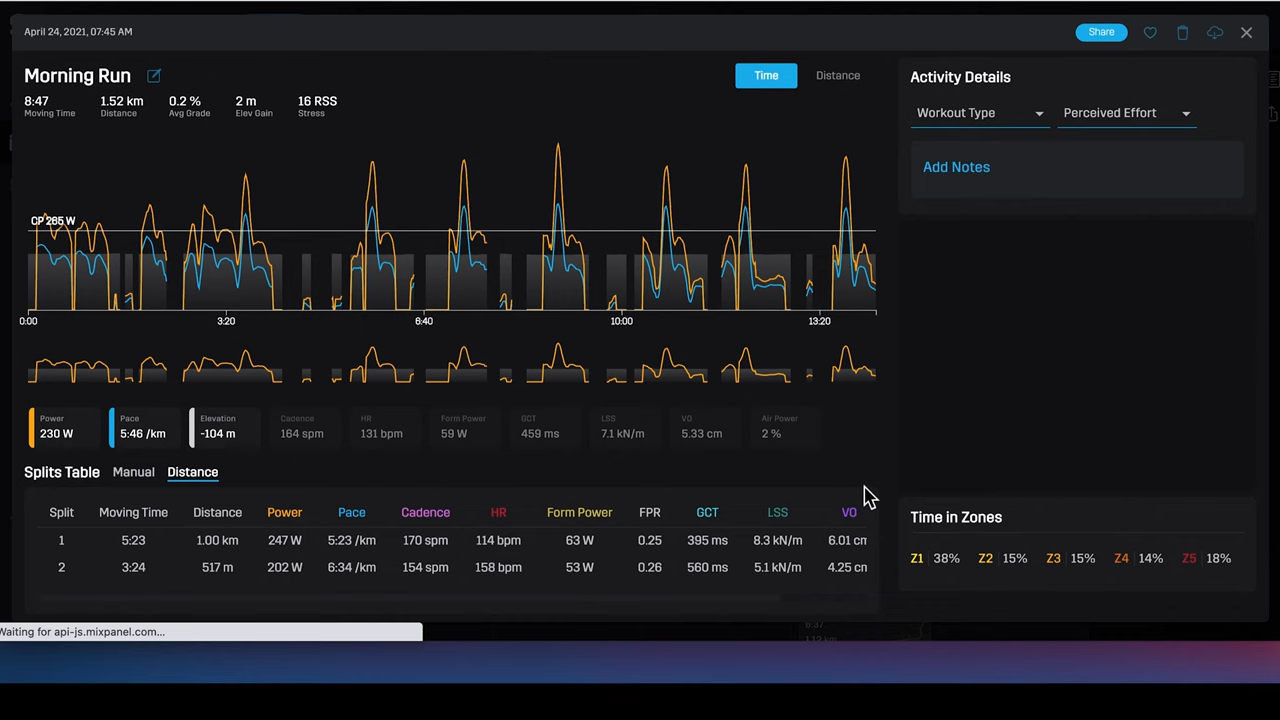 April 24, 2021, 07:45 AM
Share
Morning Run
Time Distance
8:47 1.52 km 0.2 % 2 m 16 RSS
Moving Time Distance Avg Grade Elev Gain Stress
CP 265 W
0:00 3:20 6:40 10:00 13:20
Power Pace Elevation Cadence HR Form Power GCT LSS VO Air Power
230 W 5:46 /km -104 m 164 spm 131 bpm 59 W 459 ms 7.1 kN/m 5.33 cm 2 %
Splits Table Manual Distance
Split Moving Time Distance Power Pace Cadence HR Form Power FPR GCT LSS VO
1 5:23 1.00 km 247 W 5:23 /km 170 spm 114 bpm 63 W 0.25 395 ms 8.3 kN/m 6.01 cm
2 3:24 517 m 202 W 6:34 /km 154 spm 158 bpm 53 W 0.26 560 ms 5.1 kN/m 4.25 cm
Activity Details
Workout Type Perceived Effort
Add Notes
Time in Zones
Z1 38% Z2 15% Z3 15% Z4 14% Z5 18%
Waiting for api-js.mixpanel.com...